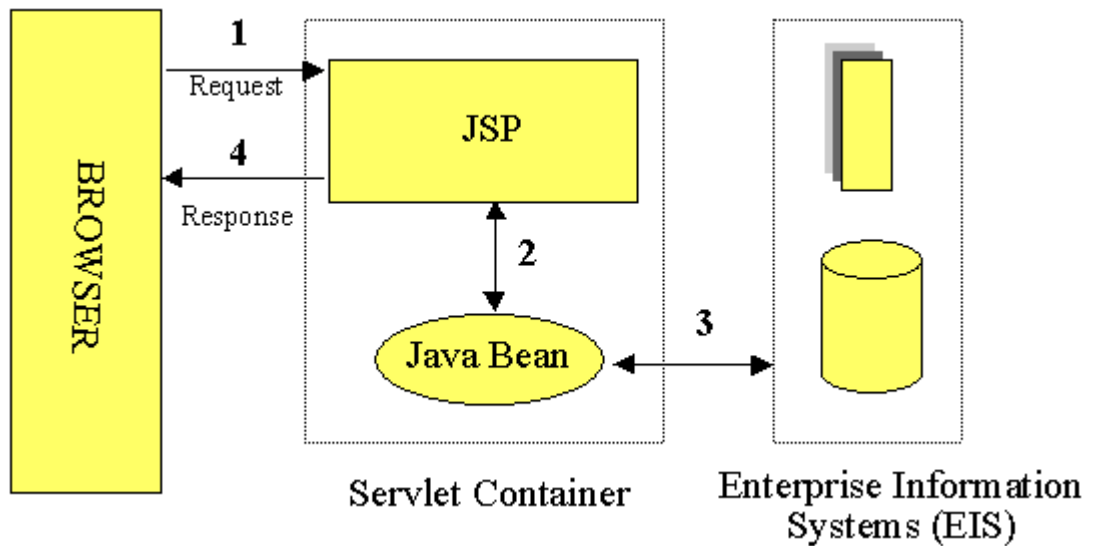 BROWSER
1
Request
4
Response
JSP
2
Java Bean
3
Servlet Container
Enterprise Information
Systems (EIS)